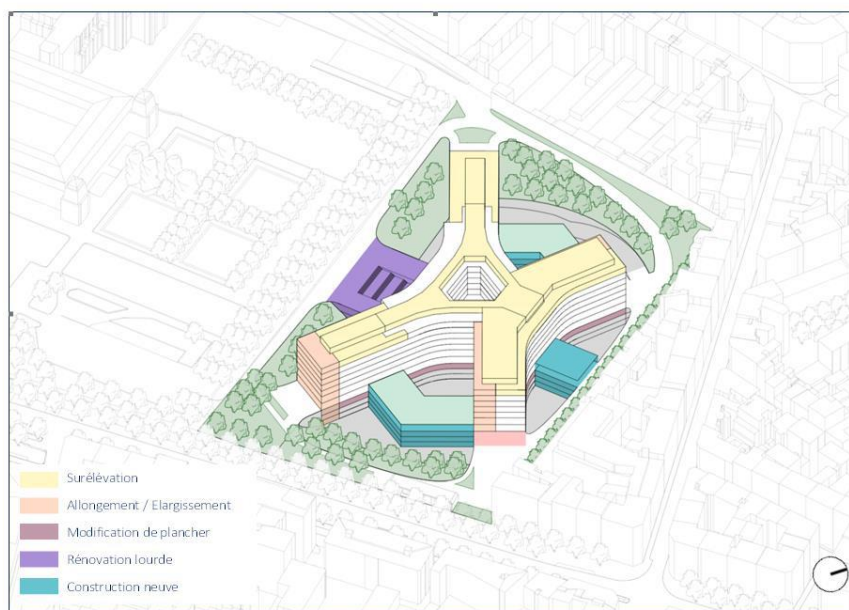 Surélévation
Allongement / Elargissement
Modification de plancher
Rénovation lourde
Construction neuve